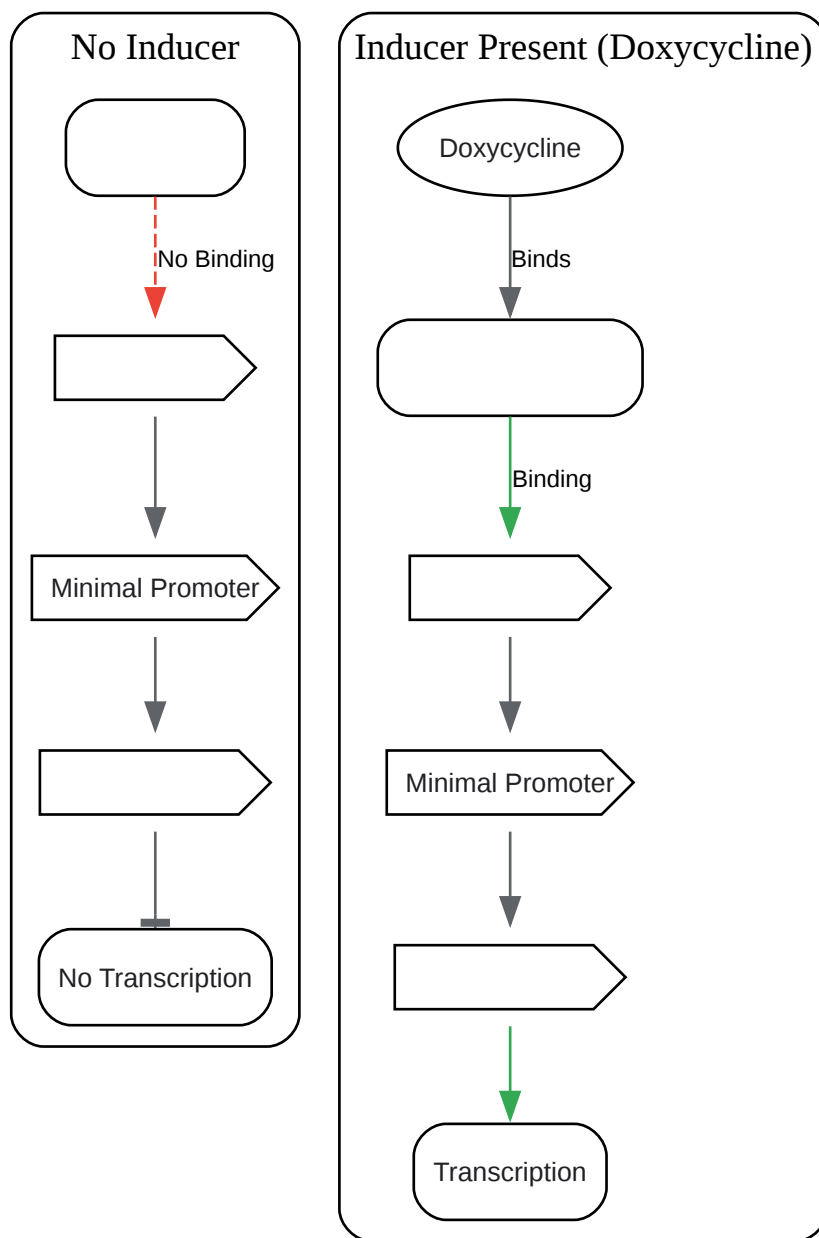 No Inducer
No Binding
Minimal Promoter
No Transcription
Inducer Present (Doxycycline)
Doxycycline
Binds
Binding
Minimal Promoter
Transcription